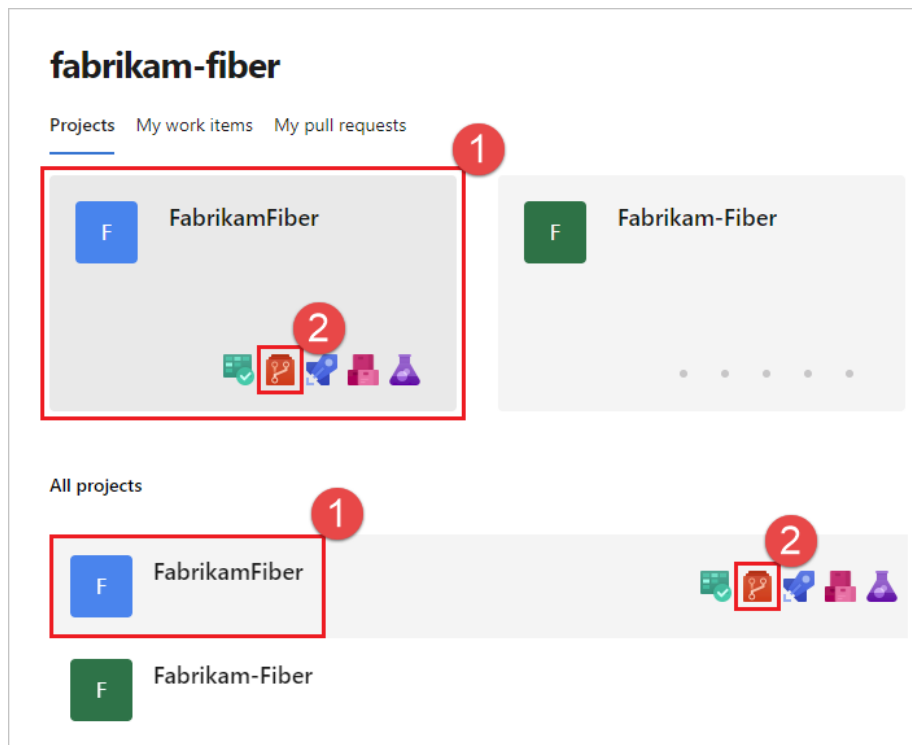 fabrikam-fiber
Projects My work items My pull requests
1
F FabrikamFiber
F Fabrikam-Fiber
2
All projects
1
F FabrikamFiber
2
F Fabrikam-Fiber